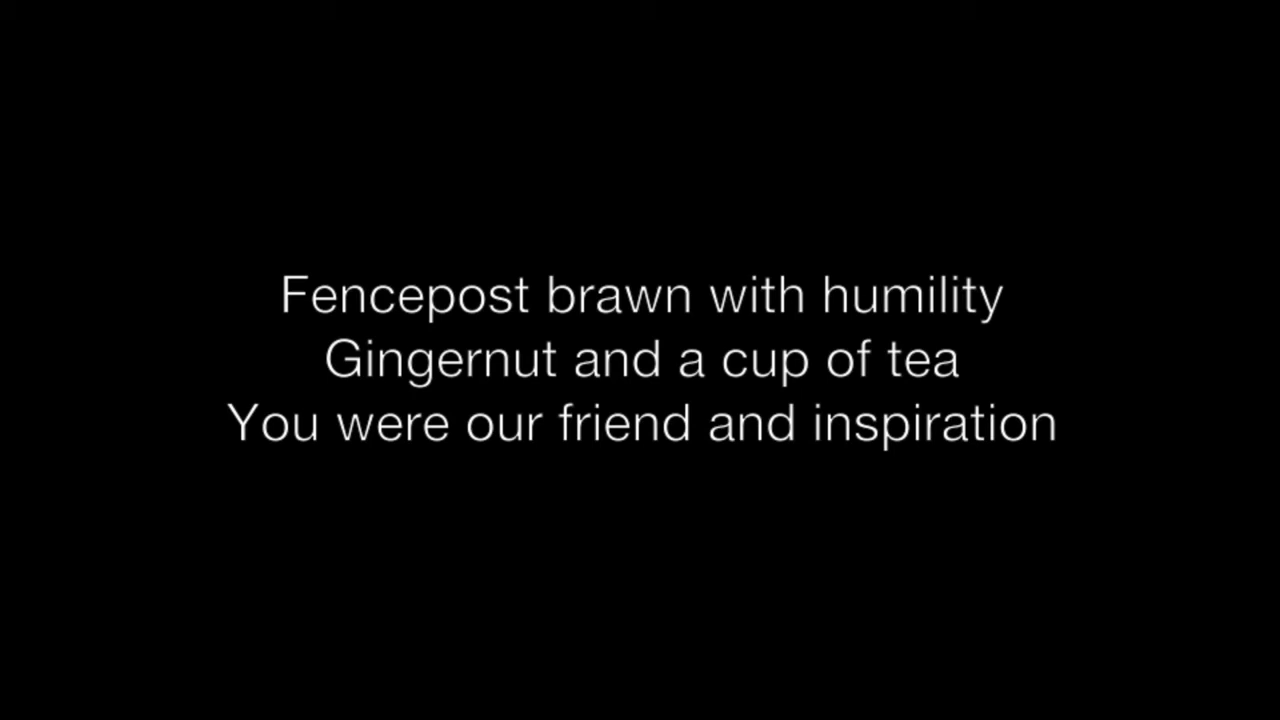 Fencepost brawn with humility
Gingernut and a cup of tea
You were our friend and inspiration